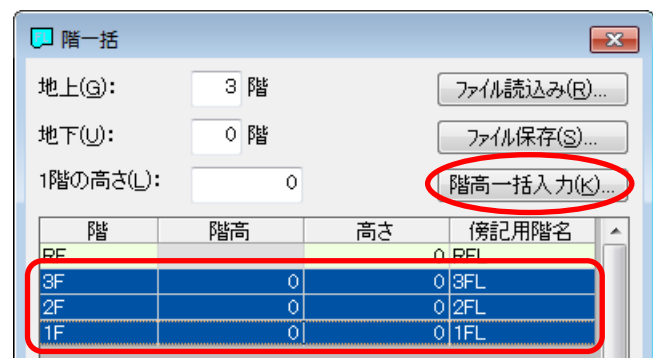 階一括
地上(G): 3 階 ファイル読込み(R)...
地下(U): 0 階 ファイル保存(S)...
1階の高さ(L): 0 階高一括入力(K)...
階 階高 高さ 傍記用階名
RF 0 RFL
3F 0 0 3FL
2F 0 0 2FL
1F 0 0 1FL